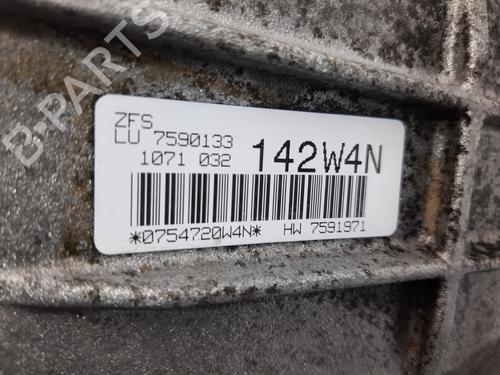 B-PARTS
ZFS
LU 7590133
1071 032 142W4N
*0754720W4N* HW 7591971